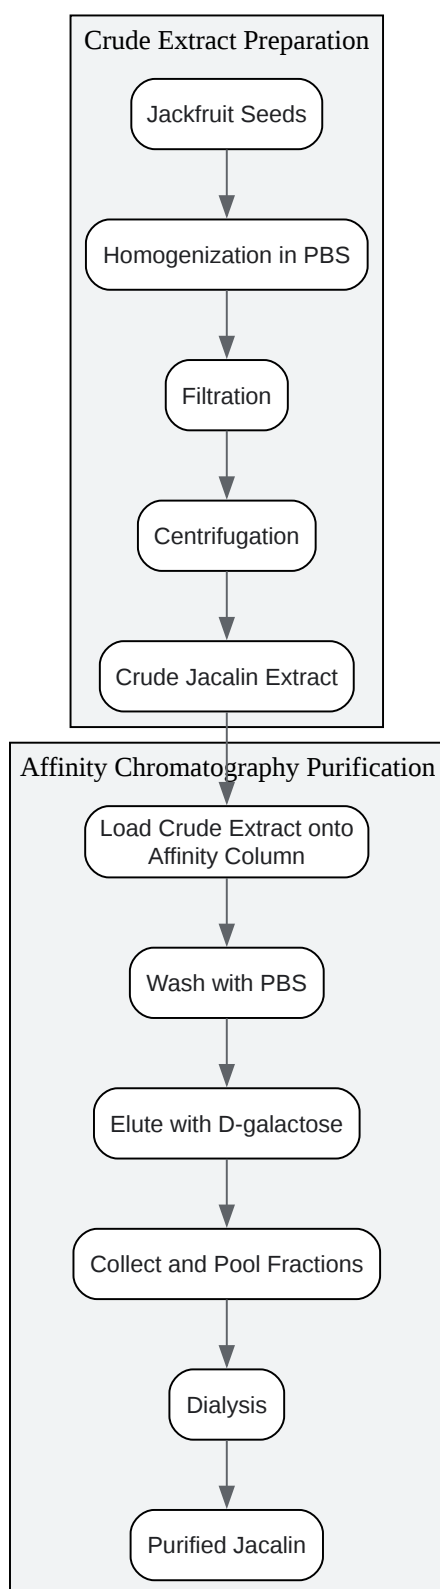 Crude Extract Preparation
Jackfruit Seeds
Homogenization in PBS
Filtration
Centrifugation
Crude Jacalin Extract
Affinity Chromatography Purification
Load Crude Extract onto
Affinity Column
Wash with PBS
Elute with D-galactose
Collect and Pool Fractions
Dialysis
Purified Jacalin